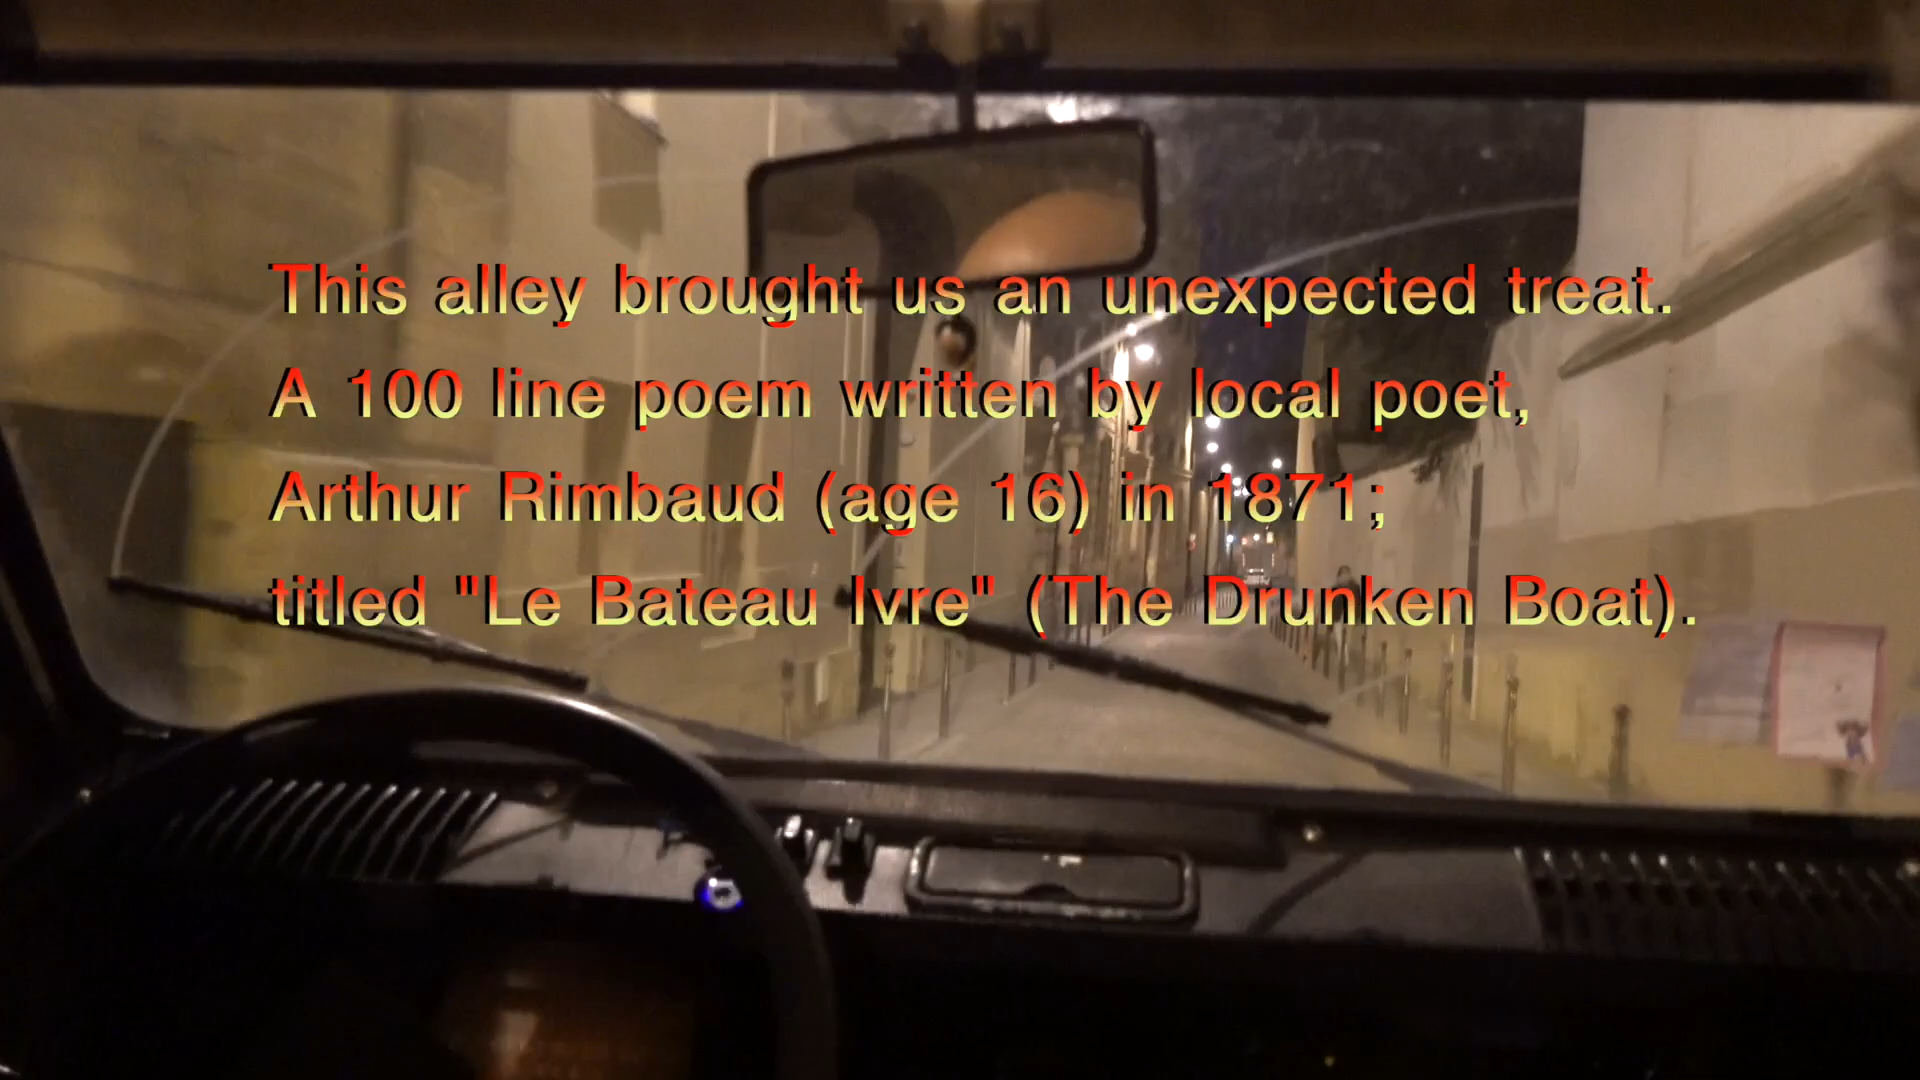 This alley brought us an unexpected treat.
A 100 line poem written by local poet,
Arthur Rimbaud (age 16) in 1871;
titled "Le Bateau Ivre" (The Drunken Boat).